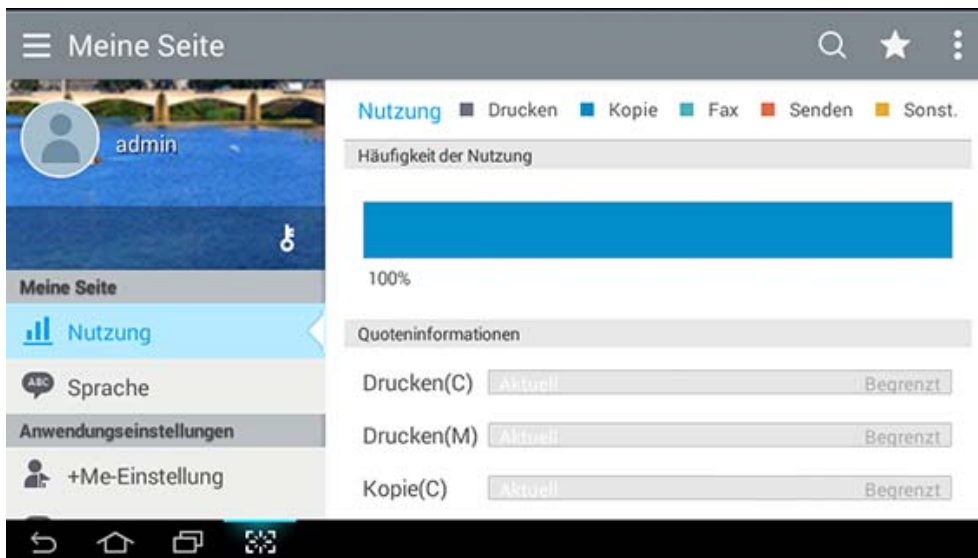 Meine Seite
admin
Meine Seite
Nutzung
ABC
Sprache
Anwendungseinstellungen
+Me-Einstellung
Nutzung Drucken Kopie Fax Senden Sonst.
Häufigkeit der Nutzung
100%
Quoteninformationen
Drucken(C) Aktuell Begrenzt
Drucken(M) Aktuell Begrenzt
Kopie(C) Aktuell Begrenzt